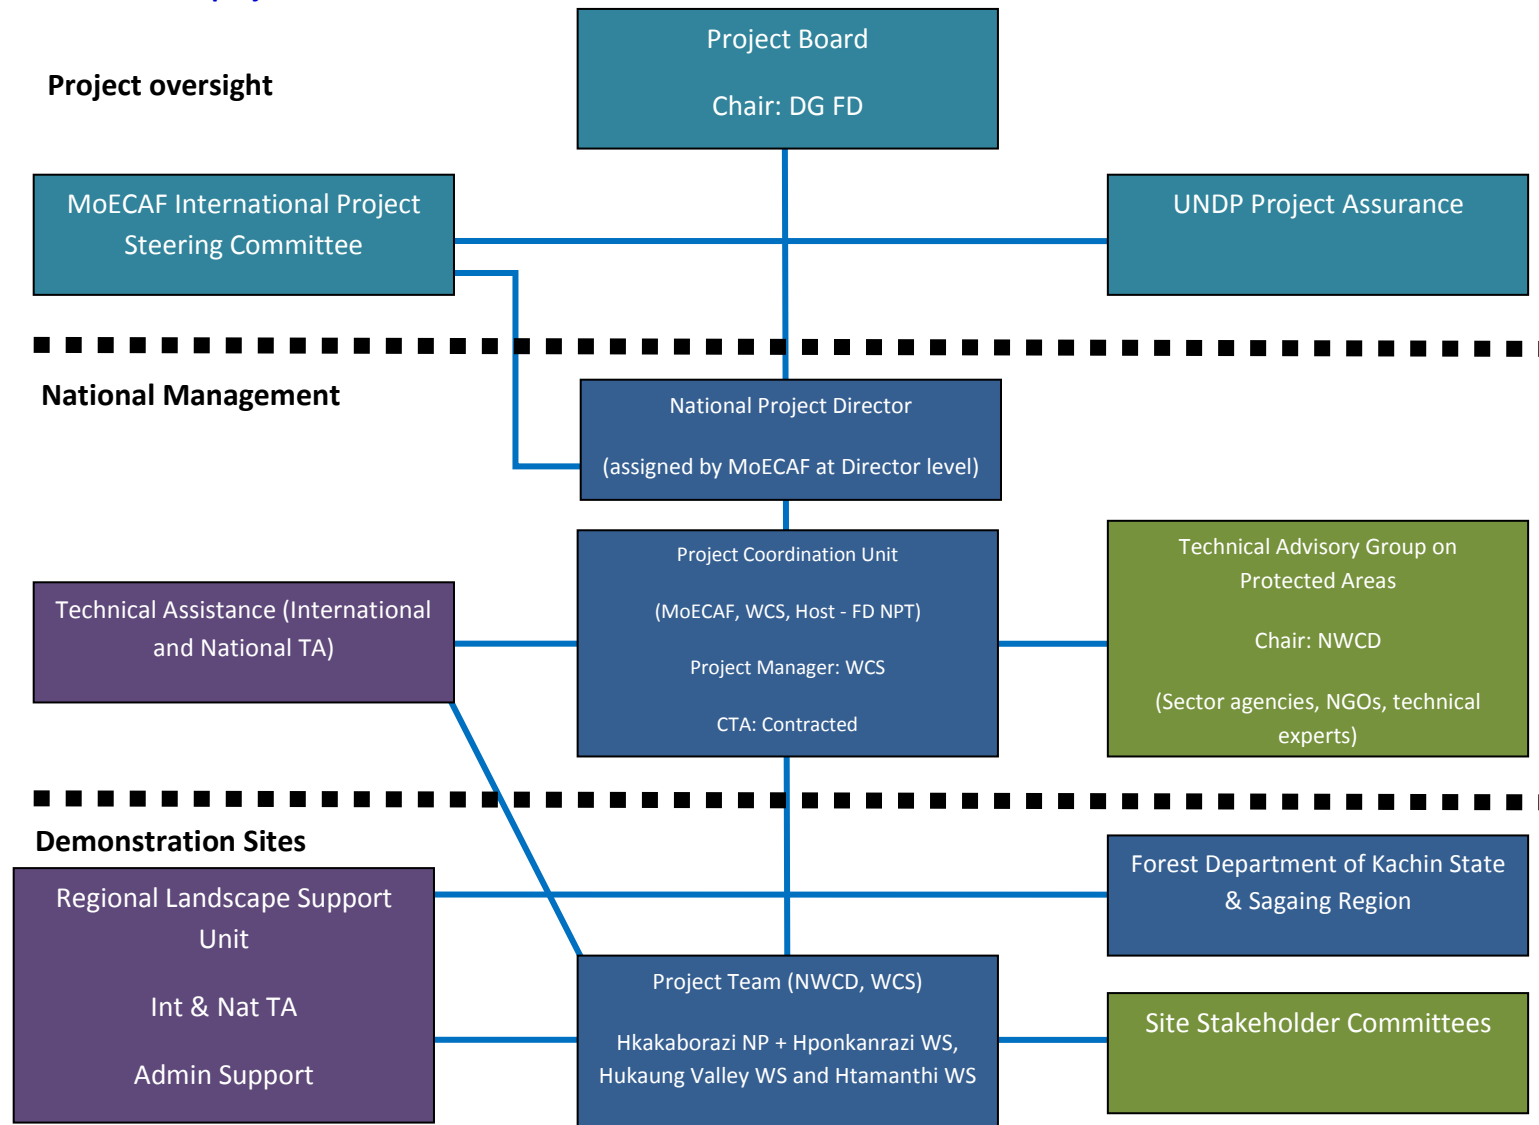 Project Board
Chair: DG FD
Project oversight
MoECAF International Project
Steering Committee
UNDP Project Assurance
National Management
National Project Director
(assigned by MoECAF at Director level)
Project Coordination Unit
(MoECAF, WCS, Host - FD NPT)
Project Manager: WCS
CTA: Contracted
Technical Advisory Group on
Protected Areas
Chair: NWCD
(Sector agencies, NGOs, technical
experts)
Technical Assistance (International
and National TA)
Demonstration Sites
Regional Landscape Support
Unit
Int & Nat TA
Admin Support
Forest Department of Kachin State
& Sagaing Region
Project Team (NWCD, WCS)
Hkakaborazi NP + Hponkanrazi WS,
Hukaung Valley WS and Htamanthi WS
Site Stakeholder Committees